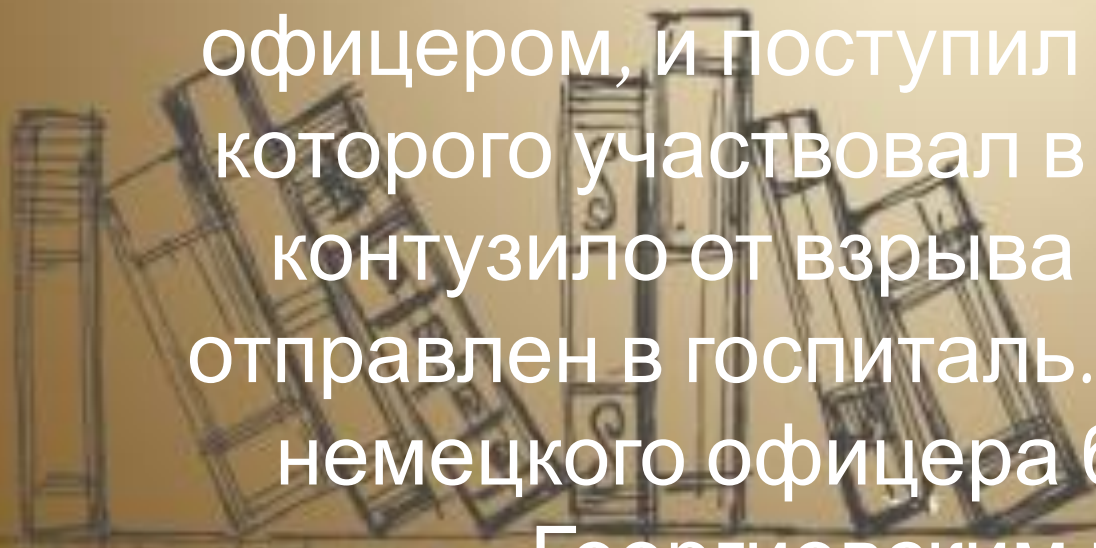 офицером, и поступил
которого участвовал в
контузило от взрыва
отправлен в госпиталь.
немецкого офицера